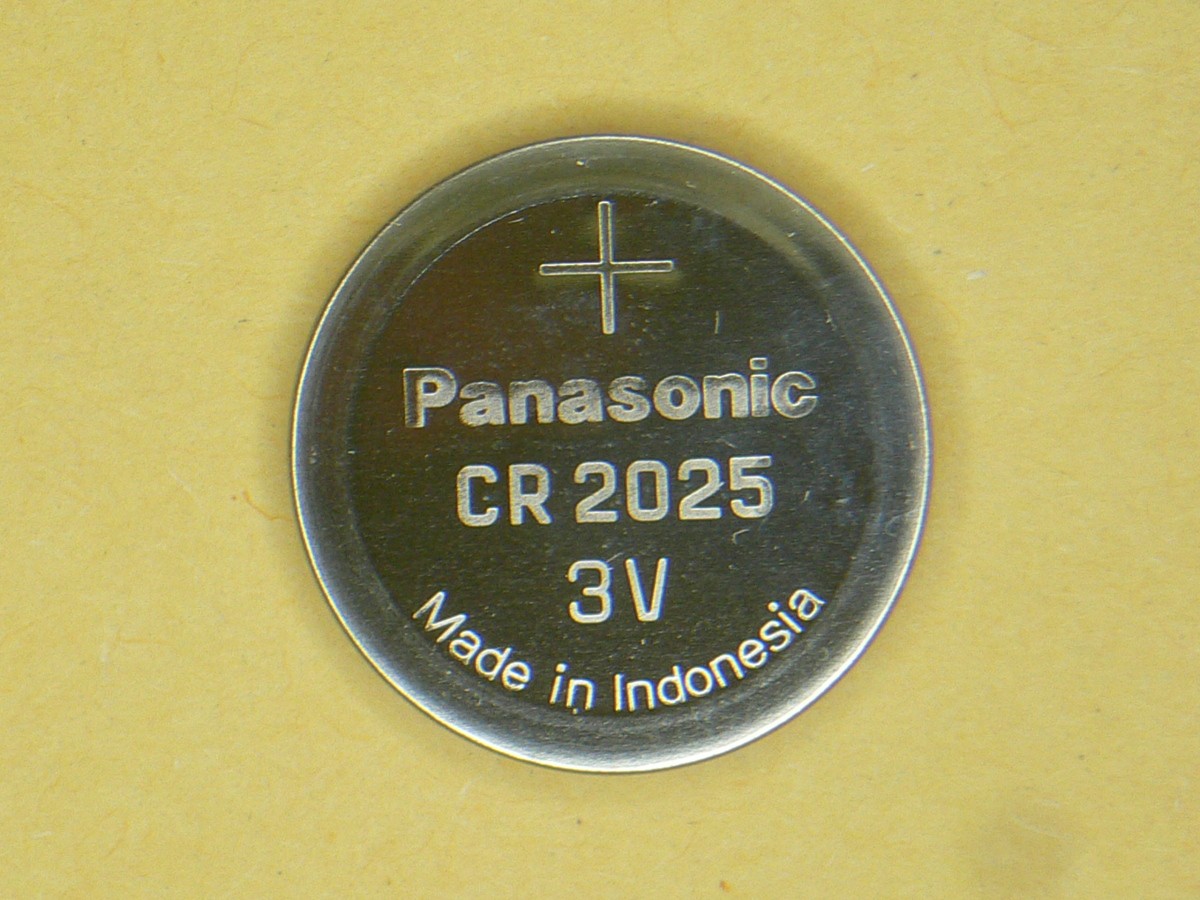 +
Panasonic
CR 2025
3V
Made in Indonesia